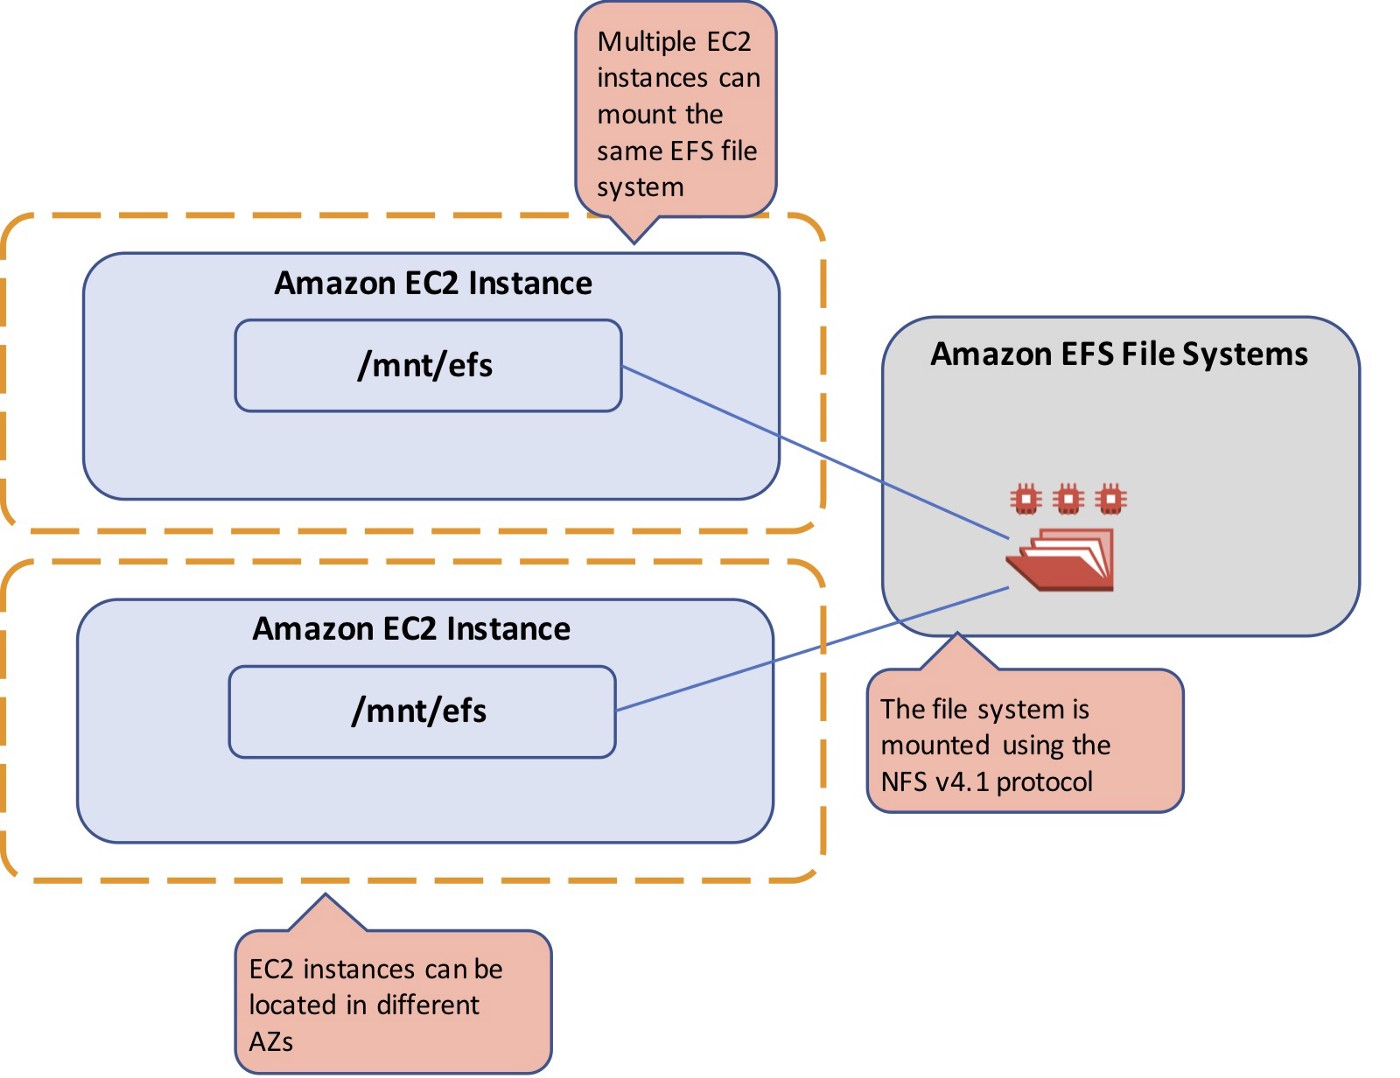 Multiple EC2
instances can
mount the
same EFS file
system
Amazon EC2 Instance
/mnt/efs
Amazon EFS File Systems
Amazon EC2 Instance
/mnt/efs
The file system is
mounted using the
NFS v4.1 protocol
EC2 instances can be
located in different
AZs